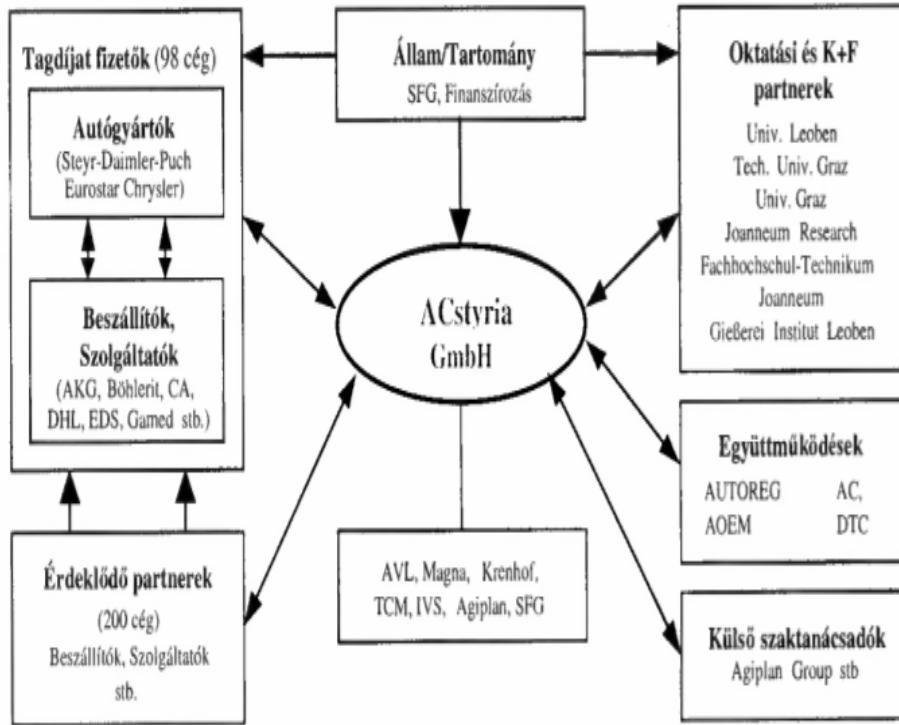 Tagdíjat fizetők (98 cég)
Autógyártók
(Steyr-Daimler-Puch
Eurostar Chrysler)
Beszállítók,
Szolgáltatók
(AKG, Böhlerit, CA,
DHL, EDS, Gamed stb.)
Érdeklődő partnerek
(200 cég)
Beszállítók, Szolgáltatók
stb.
Állam/Tartomány
SFG, Finanszírozás
ACstyria
GmbH
AVL, Magna, Krenhof,
TCM, IVS, Agiplan, SFG
Oktatási és K+F
partnerek
Univ. Leoben
Tech. Univ. Graz
Univ. Graz
Joanneum Research
Fachhochschul-Technikum
Joanneum
Gießerei Institut Leoben
Együttműködések
AUTOREG AC,
AOEM DTC
Külső szaktanácsadók
Agiplan Group stb